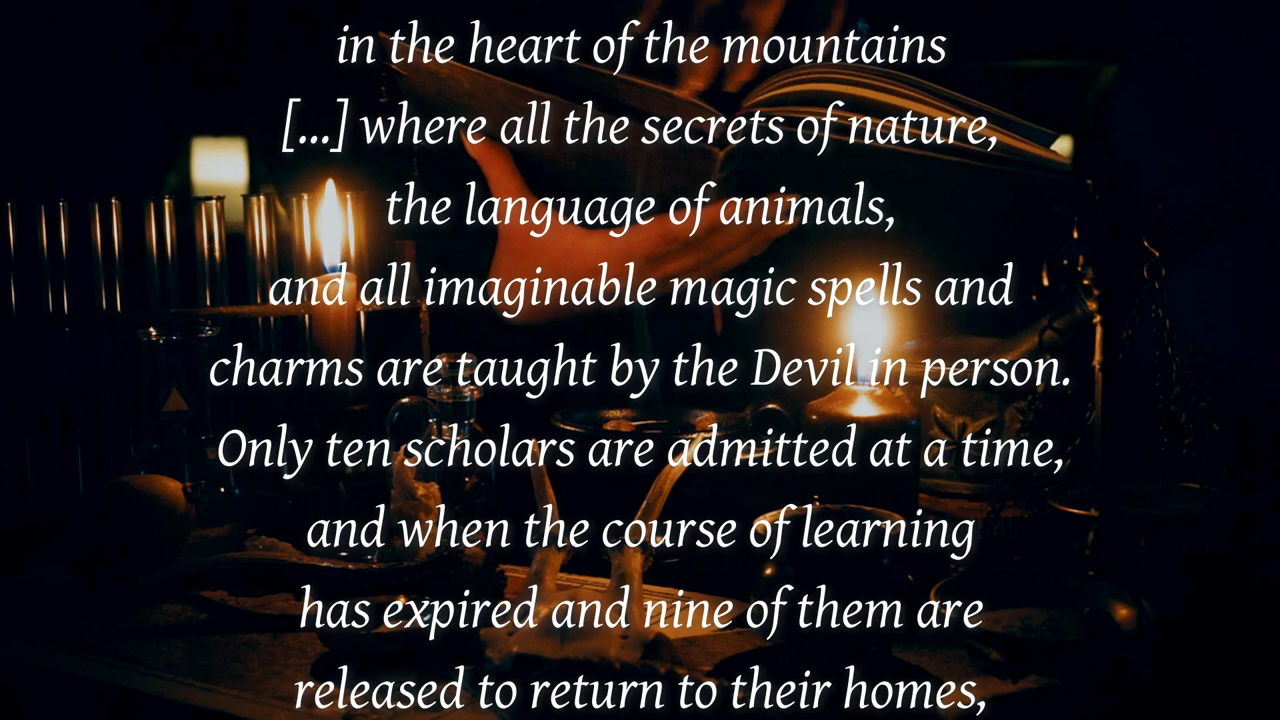 in the heart of the mountains
[...] where all the secrets of nature,
the language of animals,
and all imaginable magic spells and
charms are taught by the Devil in person.
Only ten scholars are admitted at a time,
and when the course of learning
has expired and nine of them are
released to return to their homes,